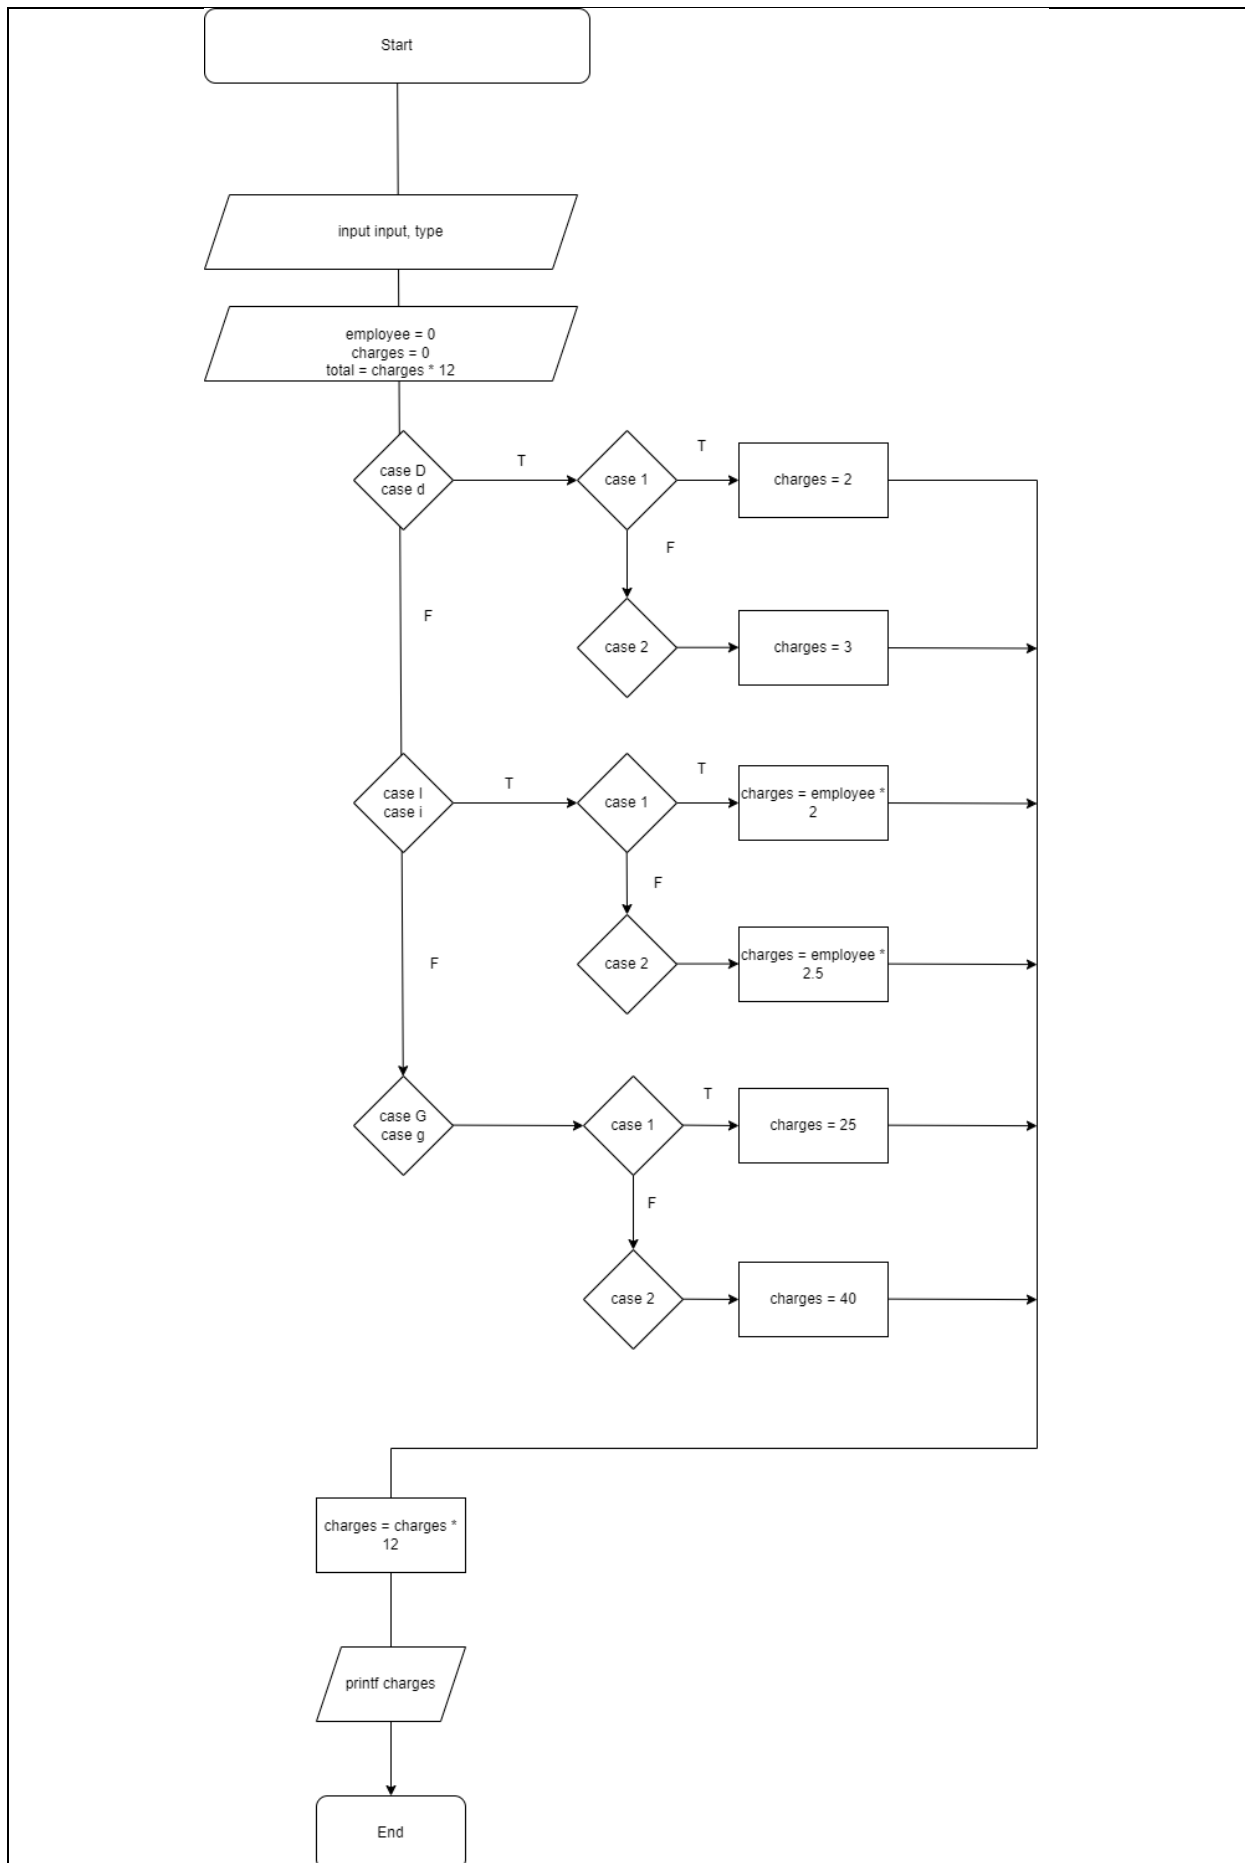 Start
input input, type
employee = 0
charges = 0
total = charges * 12
case D
case d
T
case 1
T
charges = 2
F
F
case 2
charges = 3
case I
case i
T
case 1
T
charges = employee *
2
F
F
case 2
charges = employee *
2.5
case G
case g
case 1
T
charges = 25
F
case 2
charges = 40
charges = charges *
12
printf charges
End